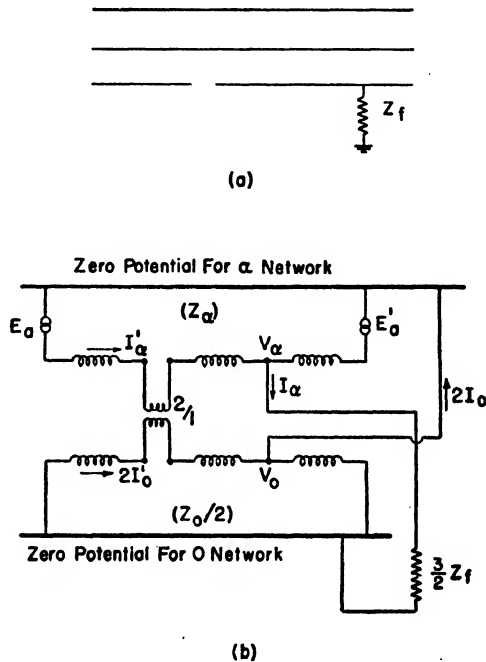 Z_f
(a)
Zero Potential For α Network
(Z_α)
E_a
E'_a
I'_α
V_α
I_α
2/1
2I_0
2I'_0
V_0
(Z_0/2)
Zero Potential For O Network
3/2 Z_f
(b)